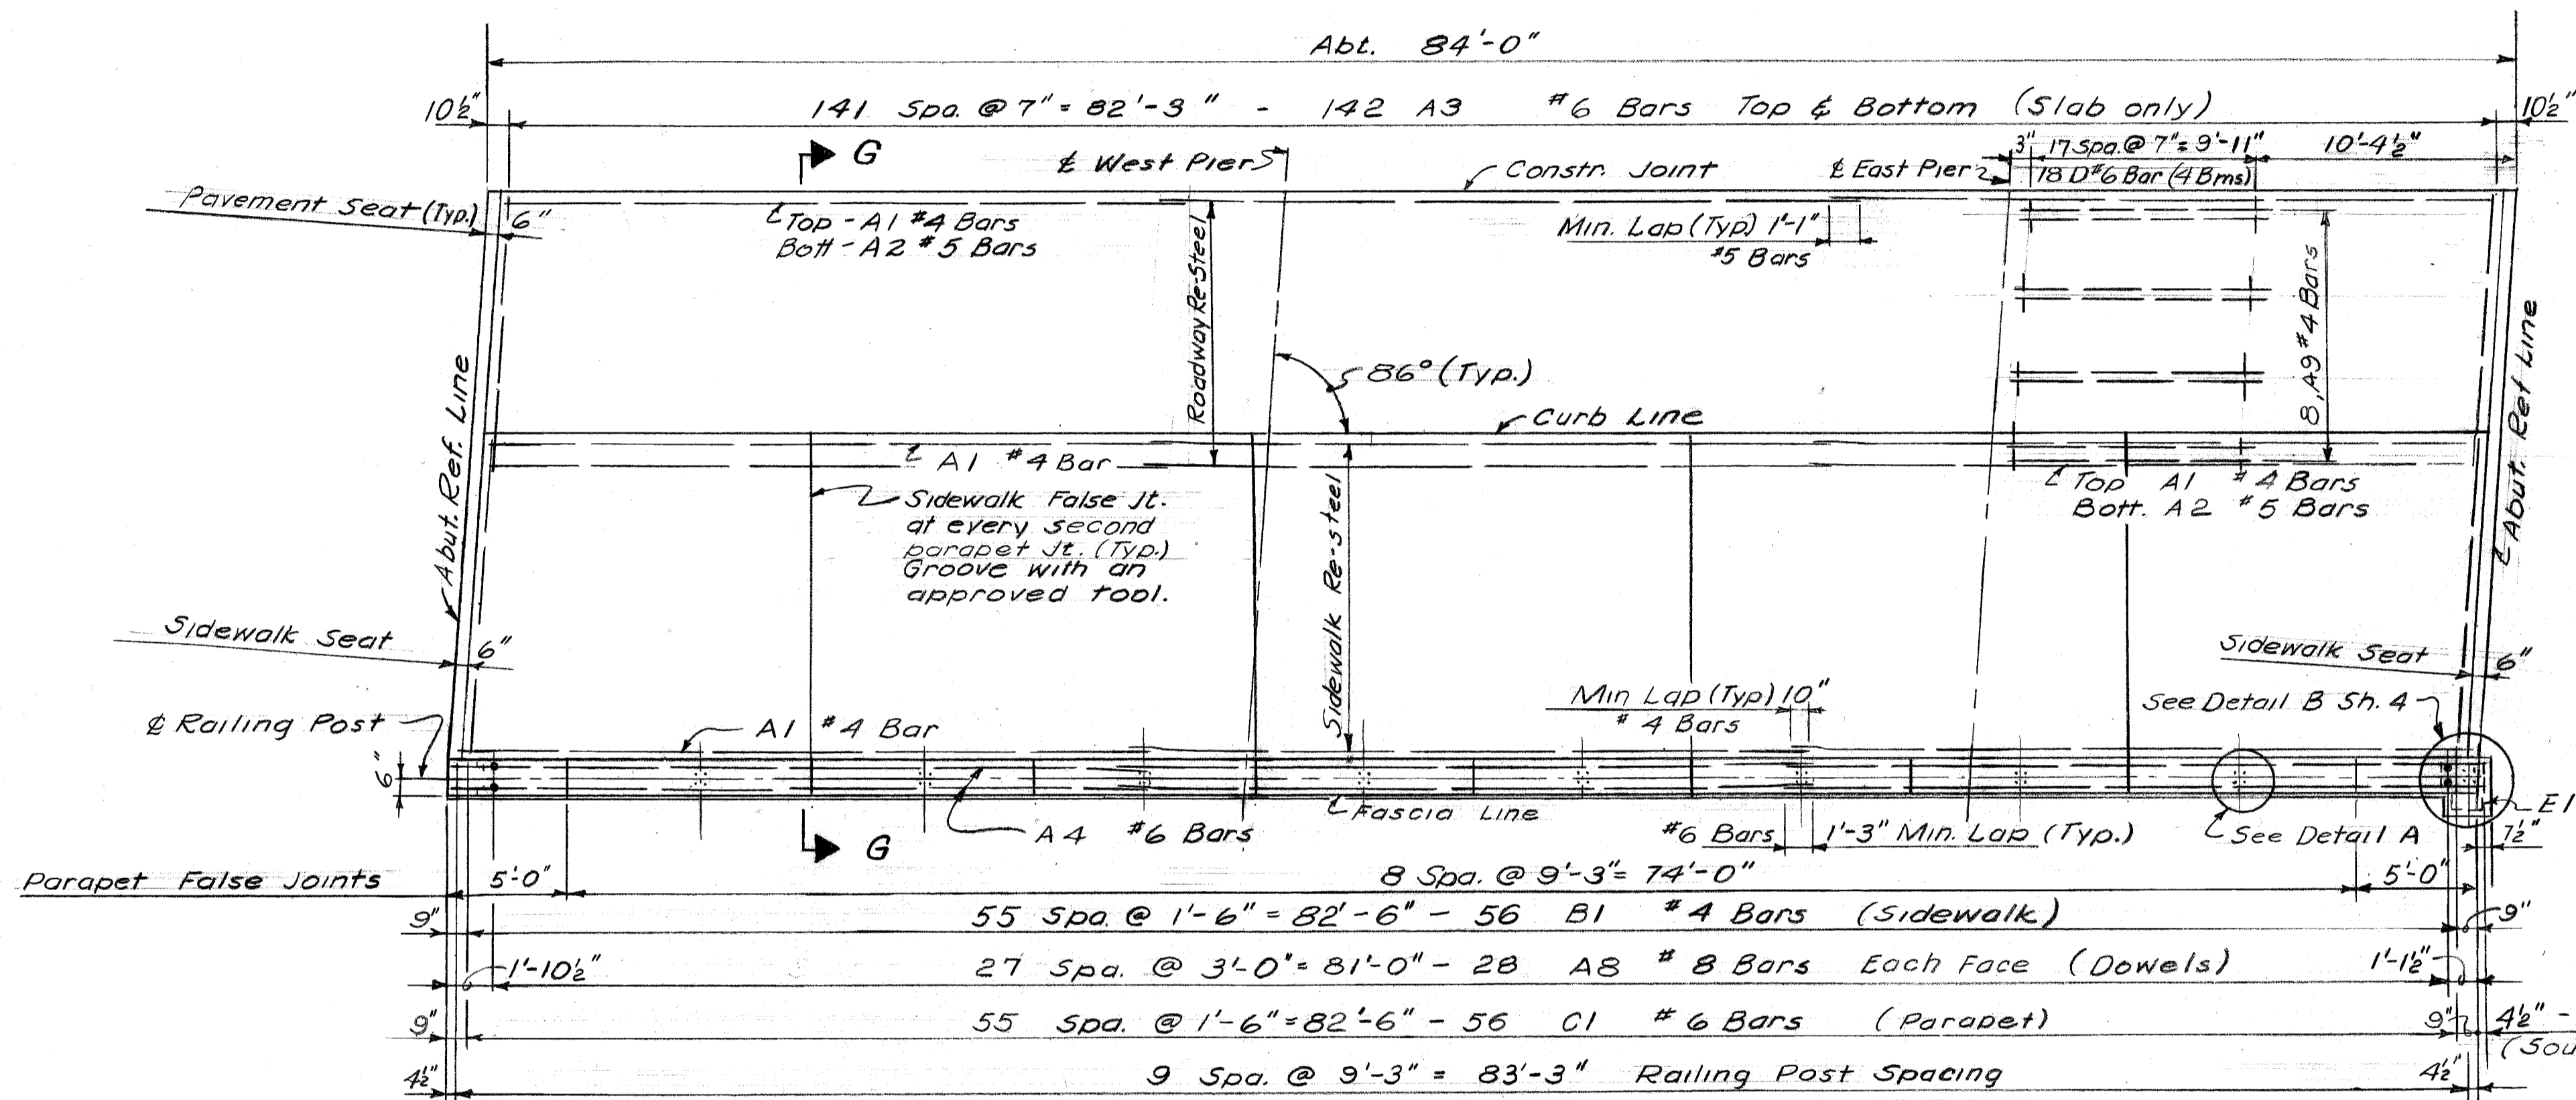 Abt. 84'-0"
10½" 141 Spa. @ 7" = 82'-3" - 142 A3 #6 Bars Top & Bottom (Slab only) 10½"
G
℄ West Pier
Constr. Joint
℄ East Pier
3" 17 Spa. @ 7" = 9'-11" 10'-4½"
18 D #6 Bar (4 Bms)
Pavement Seat (Typ.)
6"
Top - A1 #4 Bars
Bott - A2 #5 Bars
Roadway Re-Steel
Min. Lap (Typ) 1'-1"
#5 Bars
8, A9 #4 Bars
86° (Typ.)
Curb Line
Abut. Ref. Line
Abut. Ref Line
A1 #4 Bar
Sidewalk False Jt.
at every second
parapet Jt. (Typ.)
Groove with an
approved tool.
Sidewalk Re-steel
Top A1 #4 Bars
Bott. A2 #5 Bars
Sidewalk Seat
6"
Sidewalk Seat
6"
See Detail B Sh. 4
℄ Railing Post
6"
A1 #4 Bar
Min Lap (Typ) 10"
#4 Bars
A4 #6 Bars
Fascia Line
#6 Bars 1'-3" Min. Lap (Typ.)
See Detail A
E1
7½"
G
Parapet False Joints 5'-0" 8 Spa. @ 9'-3" = 74'-0" 5'-0"
9" 55 Spa. @ 1'-6" = 82'-6" - 56 B1 #4 Bars (Sidewalk) 9"
1'-10½" 27 Spa. @ 3'-0" = 81'-0" - 28 A8 #8 Bars Each Face (Dowels) 1'-1½"
9" 55 Spa. @ 1'-6" = 82'-6" - 56 C1 #6 Bars (Parapet) 9" 4½" -
(Sou
4½" 9 Spa. @ 9'-3" = 83'-3" Railing Post Spacing 4½"